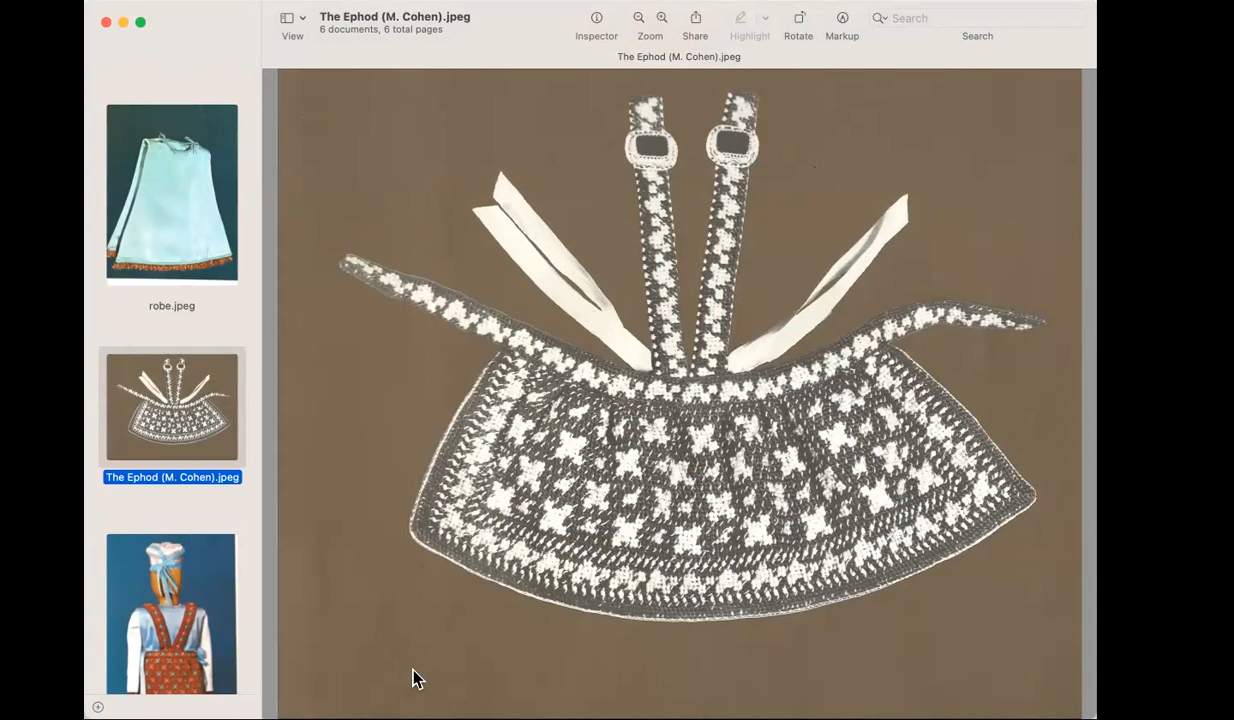 The Ephod (M. Cohen).jpeg
6 documents, 6 total pages
View
Inspector
Zoom
Share
Highlight
Rotate
Markup
Search
Search
The Ephod (M. Cohen).jpeg
robe.jpeg
The Ephod (M. Cohen).jpeg